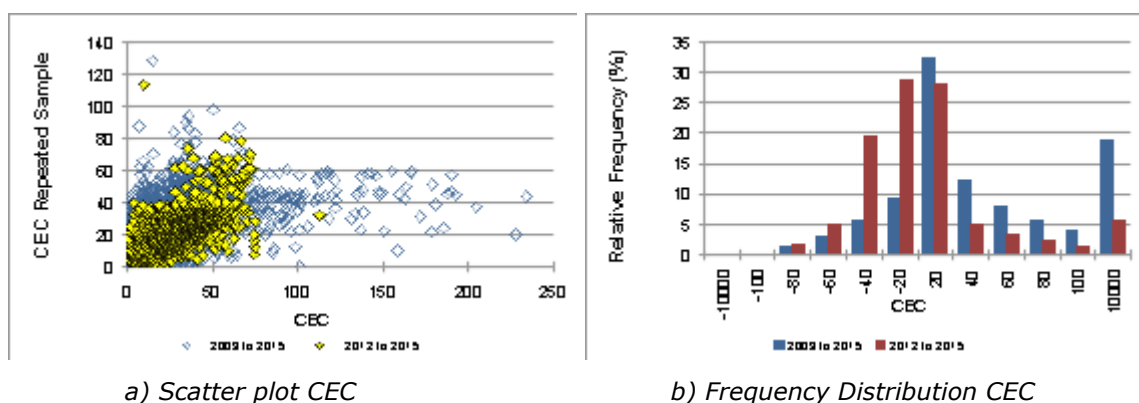 140
120
100
80
60
40
20
0
CEC Repeated Sample
0 50 100 150 200 250
CEC
2009 to 2015 2012 to 2015
35
30
25
20
15
10
5
0
Relative Frequency (%)
-10000 -100 -80 -60 -40 -20 20 40 60 80 100 10000
CEC
2009 to 2015 2012 to 2015
a) Scatter plot CEC
b) Frequency Distribution CEC